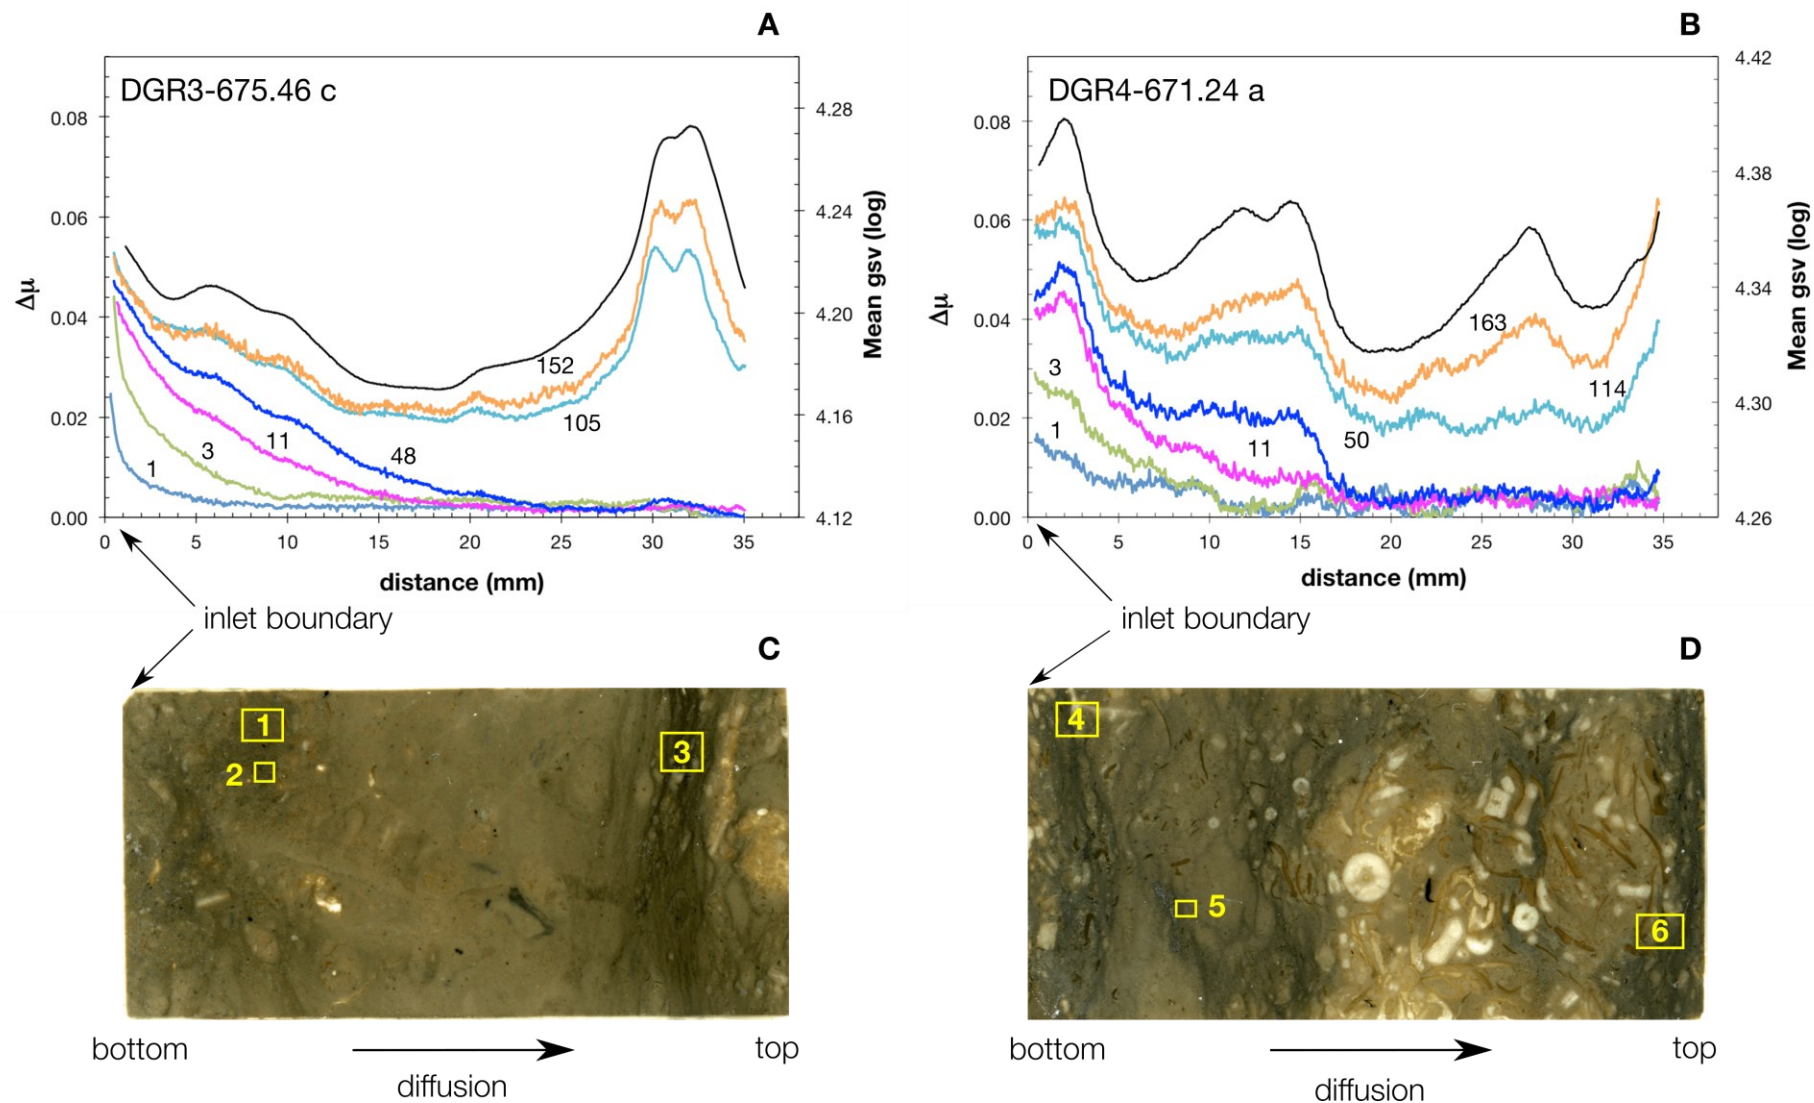 A
DGR3-675.46 c
Δμ
0.08
0.06
0.04
0.02
0.00
4.28
4.24
4.20
4.16
4.12
Mean gsv (log)
152
105
48
11
3
1
0 5 10 15 20 25 30 35
distance (mm)
B
DGR4-671.24 a
Δμ
0.08
0.06
0.04
0.02
0.00
4.42
4.38
4.34
4.30
4.26
Mean gsv (log)
163
114
50
11
3
1
0 5 10 15 20 25 30 35
distance (mm)
inlet boundary
inlet boundary
C
1
2
3
bottom
top
diffusion
D
4
5
6
bottom
top
diffusion